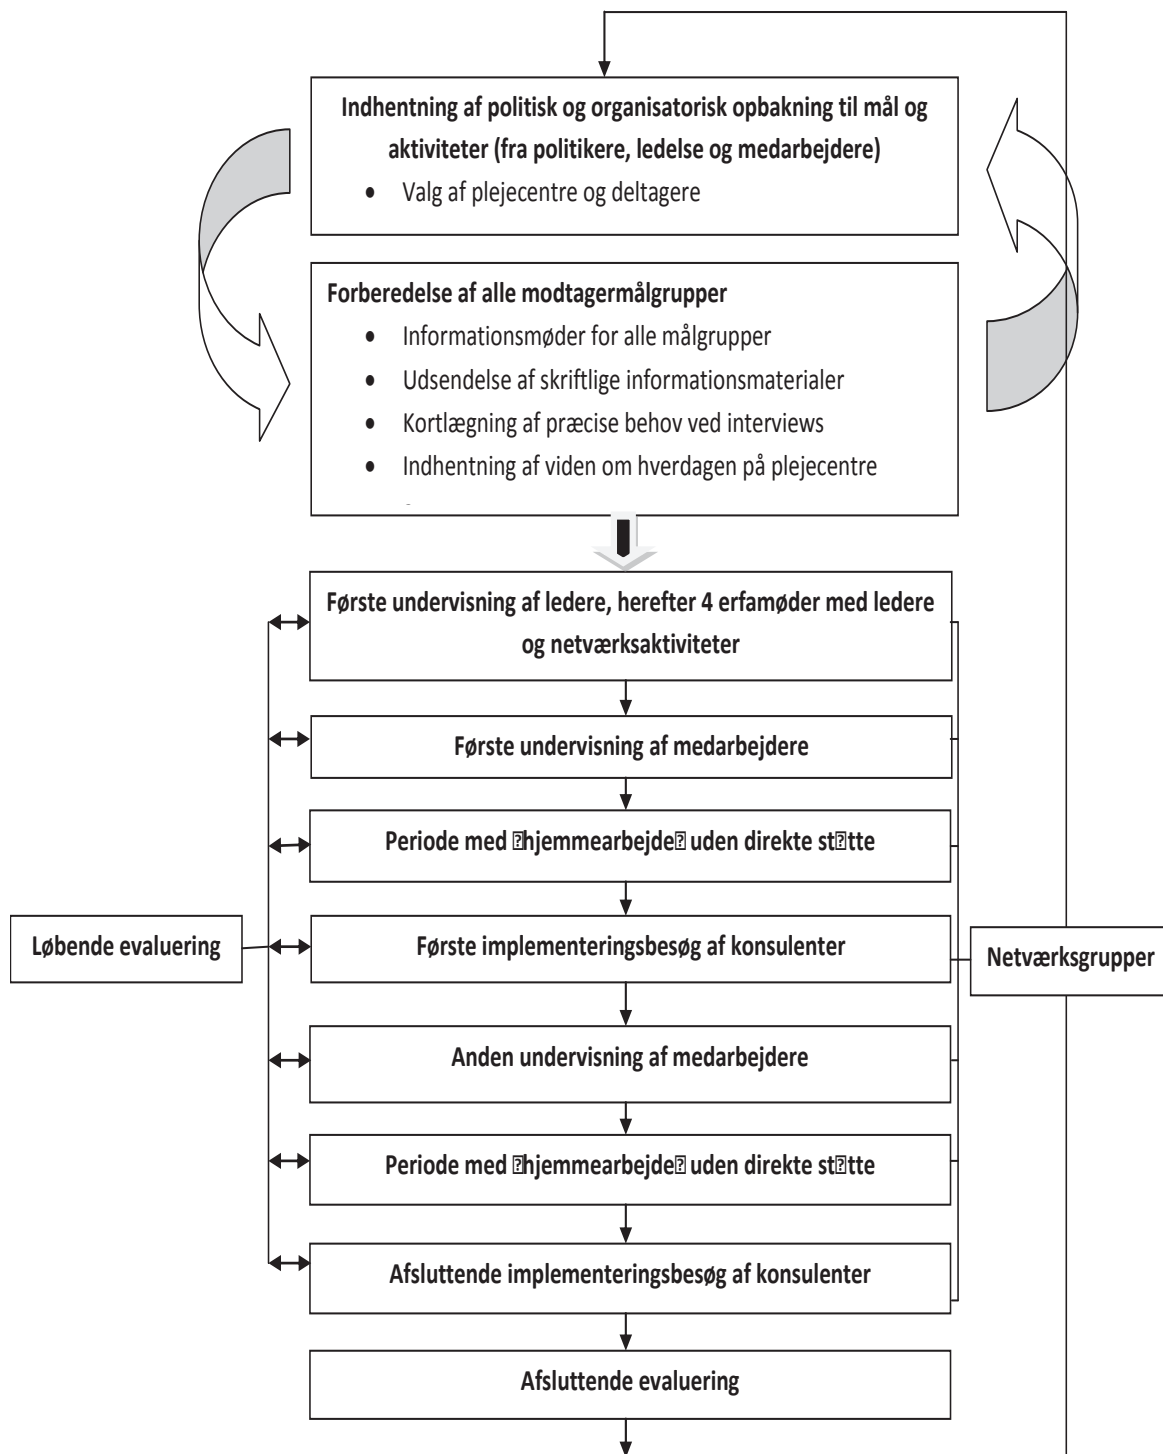 Indhentning af politisk og organisatorisk opbakning til mål og
aktiviteter (fra politikere, ledelse og medarbejdere)
• Valg af plejecentre og deltagere
Forberedelse af alle modtagermålgrupper
• Informationsmøder for alle målgrupper
• Udsendelse af skriftlige informationsmaterialer
• Kortlægning af præcise behov ved interviews
• Indhentning af viden om hverdagen på plejecentre
Første undervisning af ledere, herefter 4 erfamøder med ledere
og netværksaktiviteter
Første undervisning af medarbejdere
Periode med �hjemmearbejde� uden direkte st�tte
Løbende evaluering
Første implementeringsbesøg af konsulenter
Netværksgrupper
Anden undervisning af medarbejdere
Periode med �hjemmearbejde� uden direkte st�tte
Afsluttende implementeringsbesøg af konsulenter
Afsluttende evaluering